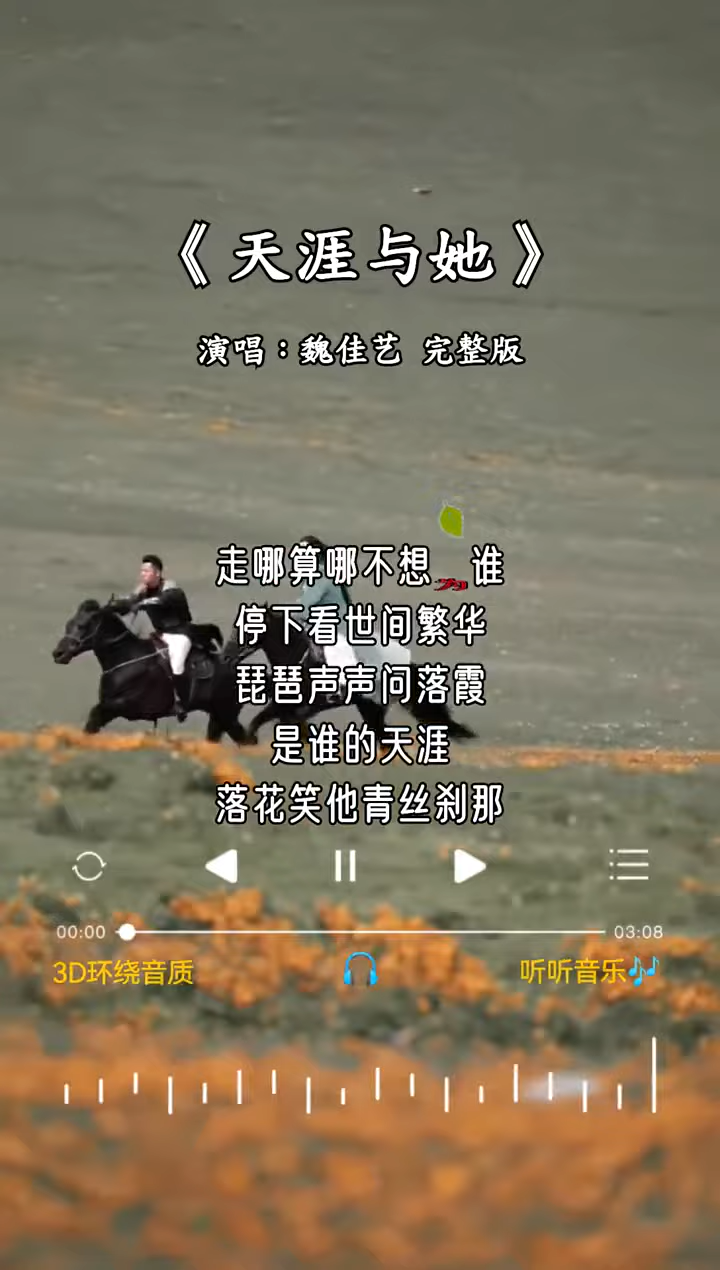 《天涯与她》
演唱：魏佳艺 完整版
走哪算哪不想 谁
停下看世间繁华
琵琶声声问落霞
是谁的天涯
落花笑他青丝刹那
00:00 03:08
3D环绕音质 听听音乐